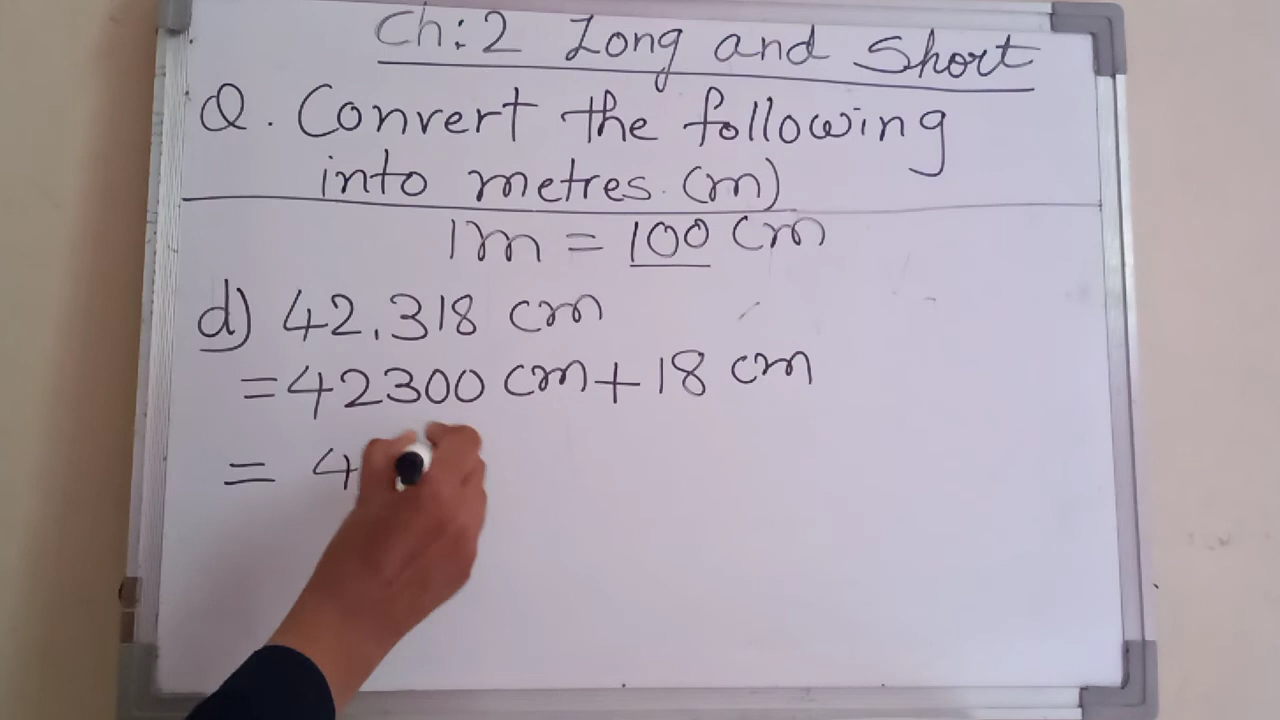 Ch:2 Long and Short
Q. Convert the following
into metres. (m)
1m = 100 cm
d) 42,318 cm
= 42300 cm + 18 cm
= 4